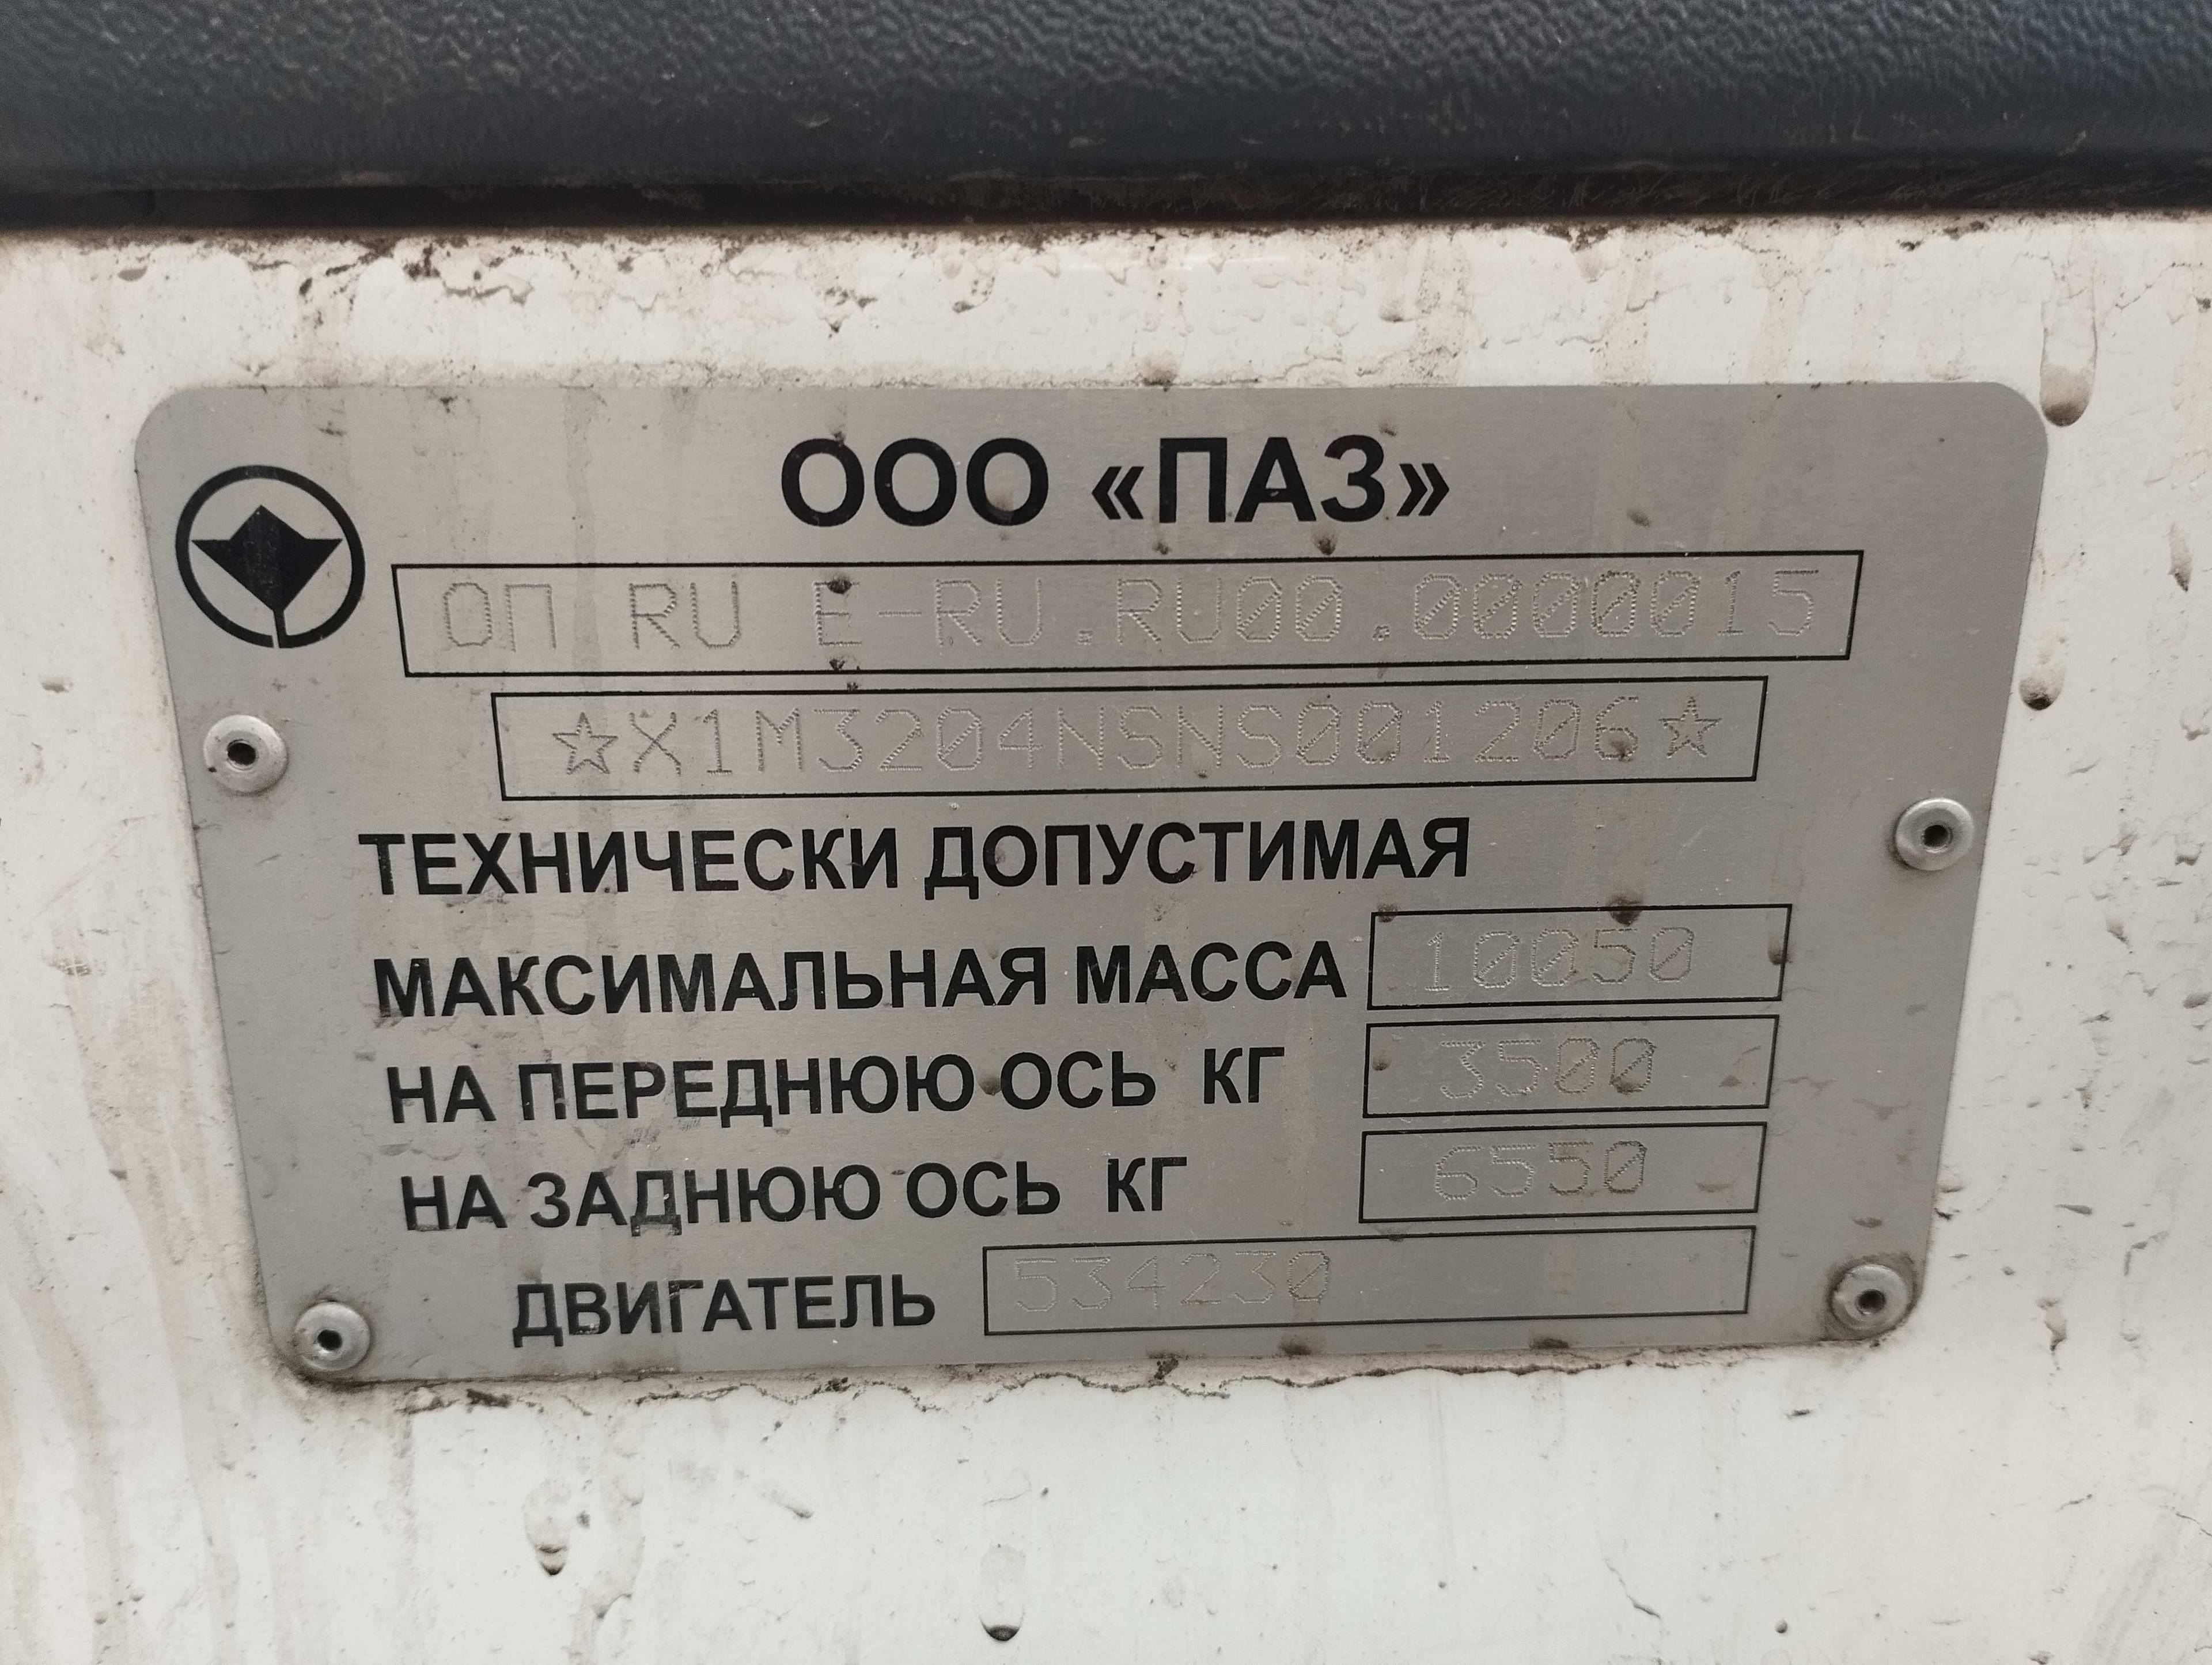 ООО «ПАЗ»
ОП RU E-RU.RU00.0000015
☆X1M3204NSNS001206☆
ТЕХНИЧЕСКИ ДОПУСТИМАЯ
МАКСИМАЛЬНАЯ МАССА 10050
НА ПЕРЕДНЮЮ ОСЬ КГ 3500
НА ЗАДНЮЮ ОСЬ КГ 6550
ДВИГАТЕЛЬ 534230